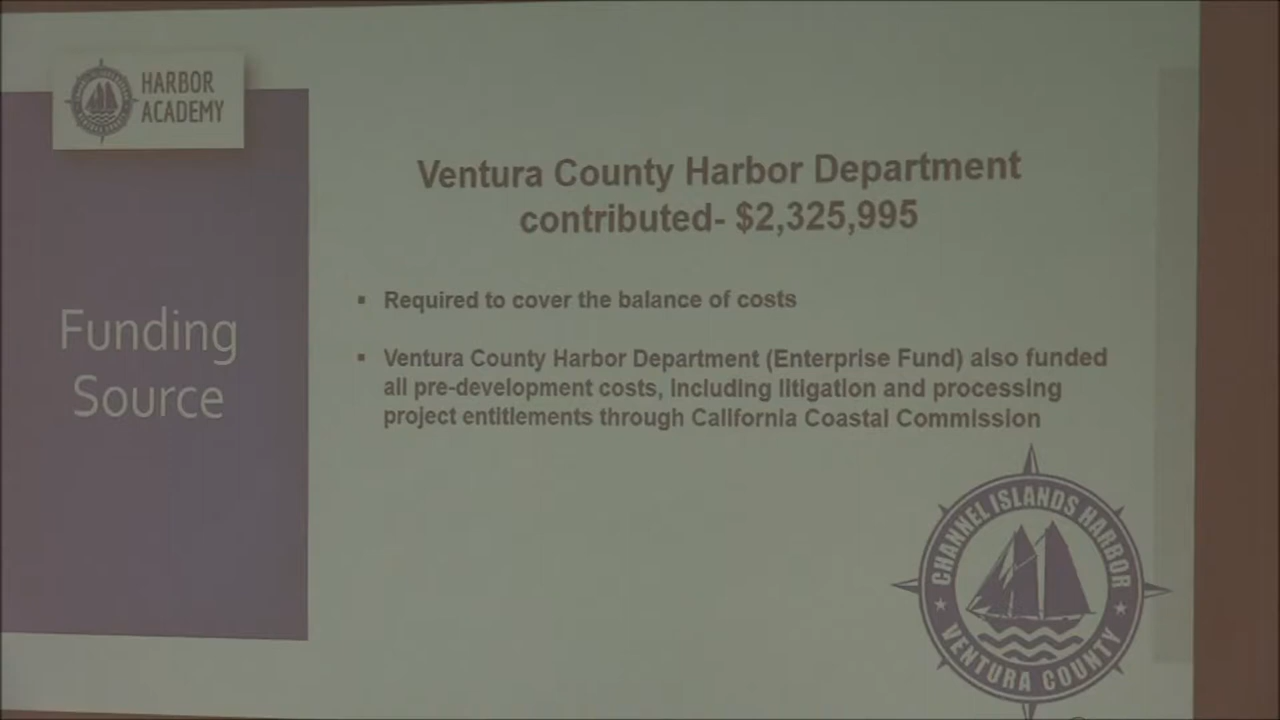 HARBOR
ACADEMY
Funding
Source
Ventura County Harbor Department
contributed- $2,325,995
▪ Required to cover the balance of costs
▪ Ventura County Harbor Department (Enterprise Fund) also funded
all pre-development costs, including litigation and processing
project entitlements through California Coastal Commission
CHANNEL ISLANDS HARBOR
VENTURA COUNTY